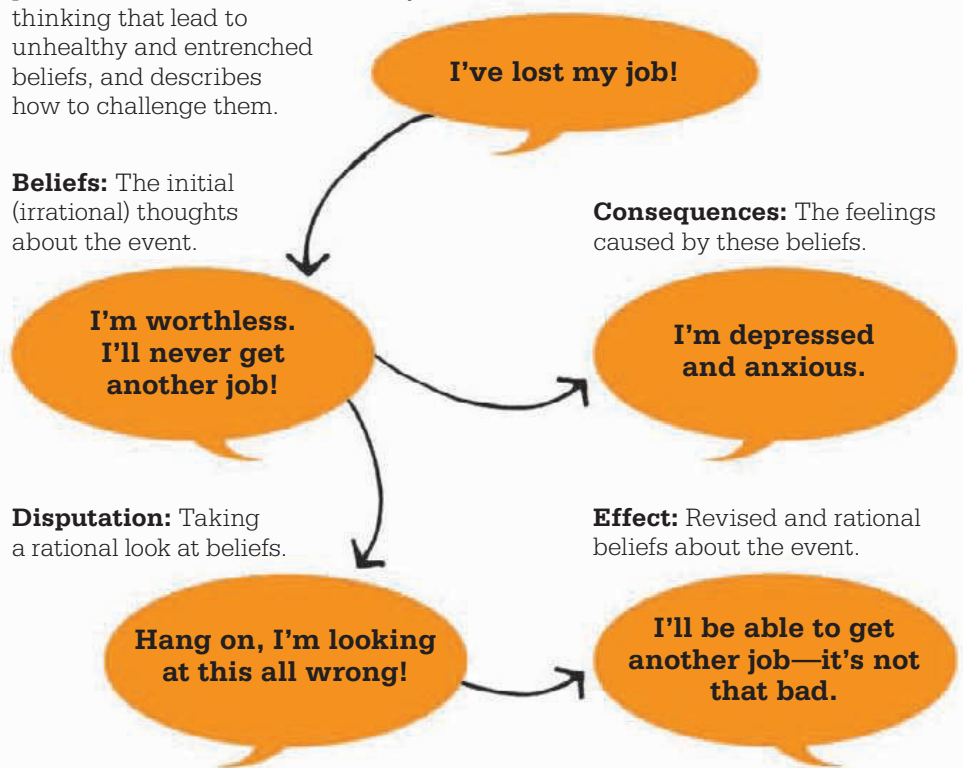 thinking that lead to
unhealthy and entrenched
beliefs, and describes
how to challenge them.
I've lost my job!
Beliefs: The initial
(irrational) thoughts
about the event.
Consequences: The feelings
caused by these beliefs.
I'm worthless.
I'll never get
another job!
I'm depressed
and anxious.
Disputation: Taking
a rational look at beliefs.
Effect: Revised and rational
beliefs about the event.
Hang on, I'm looking
at this all wrong!
I'll be able to get
another job—it's not
that bad.